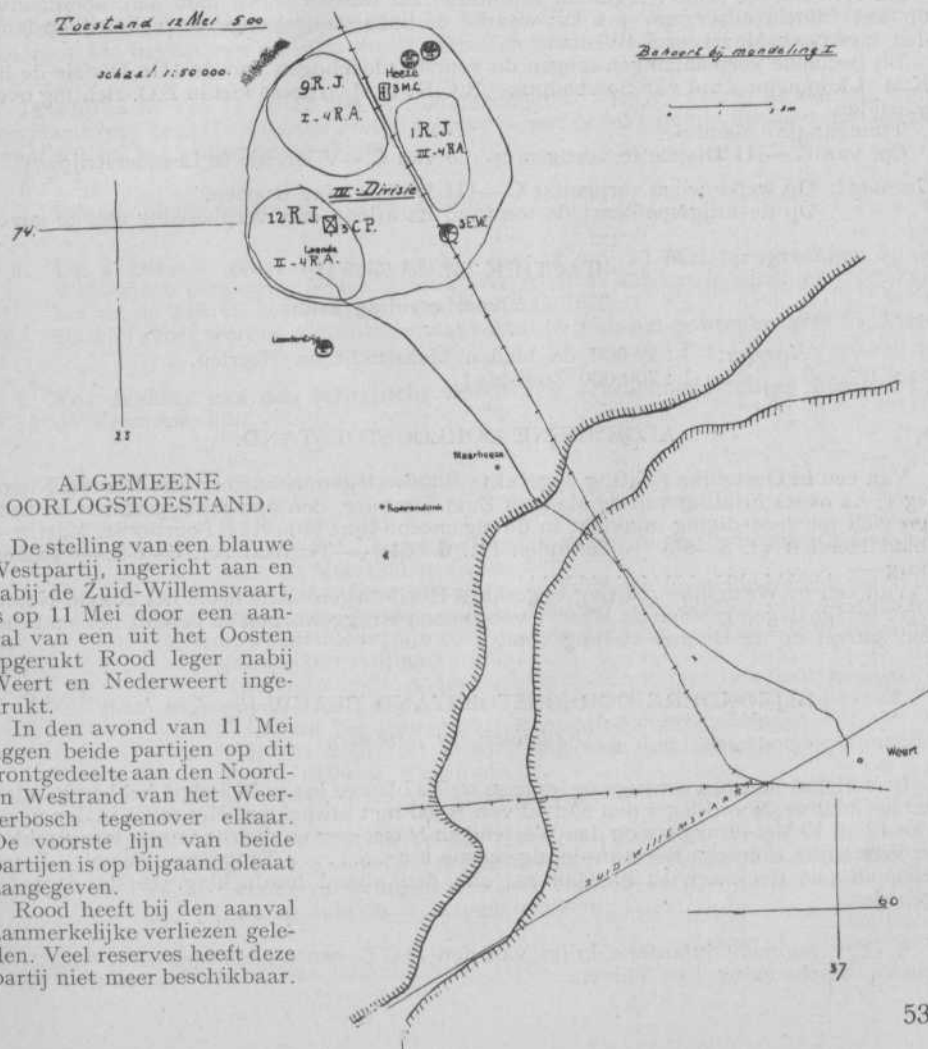 Toestand 12 Mei 5.00
schaal 1:50000.
Behoort bij mondeling I
Heeze
3 M.C.
9 R.J.
I-4 R.A.
1 R.J.
III-4 R.A.
III-Divisie
12 R.J.
3 C.P.
Leende
II-4 R.A.
74.
33
Maarheeze
Soerendonk
Weert
ZUID WILLEMSVAART
60
37
ALGEMEENE
OORLOGSTOESTAND.
De stelling van een blauwe
Westpartij, ingericht aan en
nabij de Zuid-Willemsvaart,
is op 11 Mei door een aan-
val van een uit het Oosten
opgerukt Rood leger nabij
Weert en Nederweert inge-
drukt.
In den avond van 11 Mei
liggen beide partijen op dit
frontgedeelte aan den Noord-
en Westrand van het Weer-
terbosch tegenover elkaar.
De voorste lijn van beide
partijen is op bijgaand oleaat
aangegeven.
Rood heeft bij den aanval
aanmerkelijke verliezen gele-
den. Veel reserves heeft deze
partij niet meer beschikbaar.
53